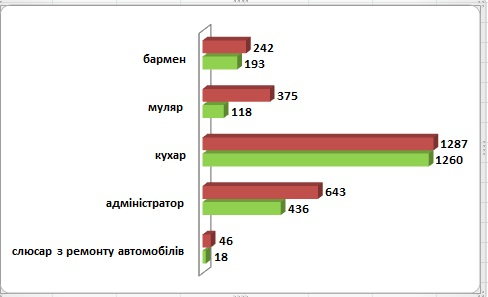 бармен
242
193
муляр
375
118
кухар
1287
1260
адміністратор
643
436
слюсар з ремонту автомобілів
46
18